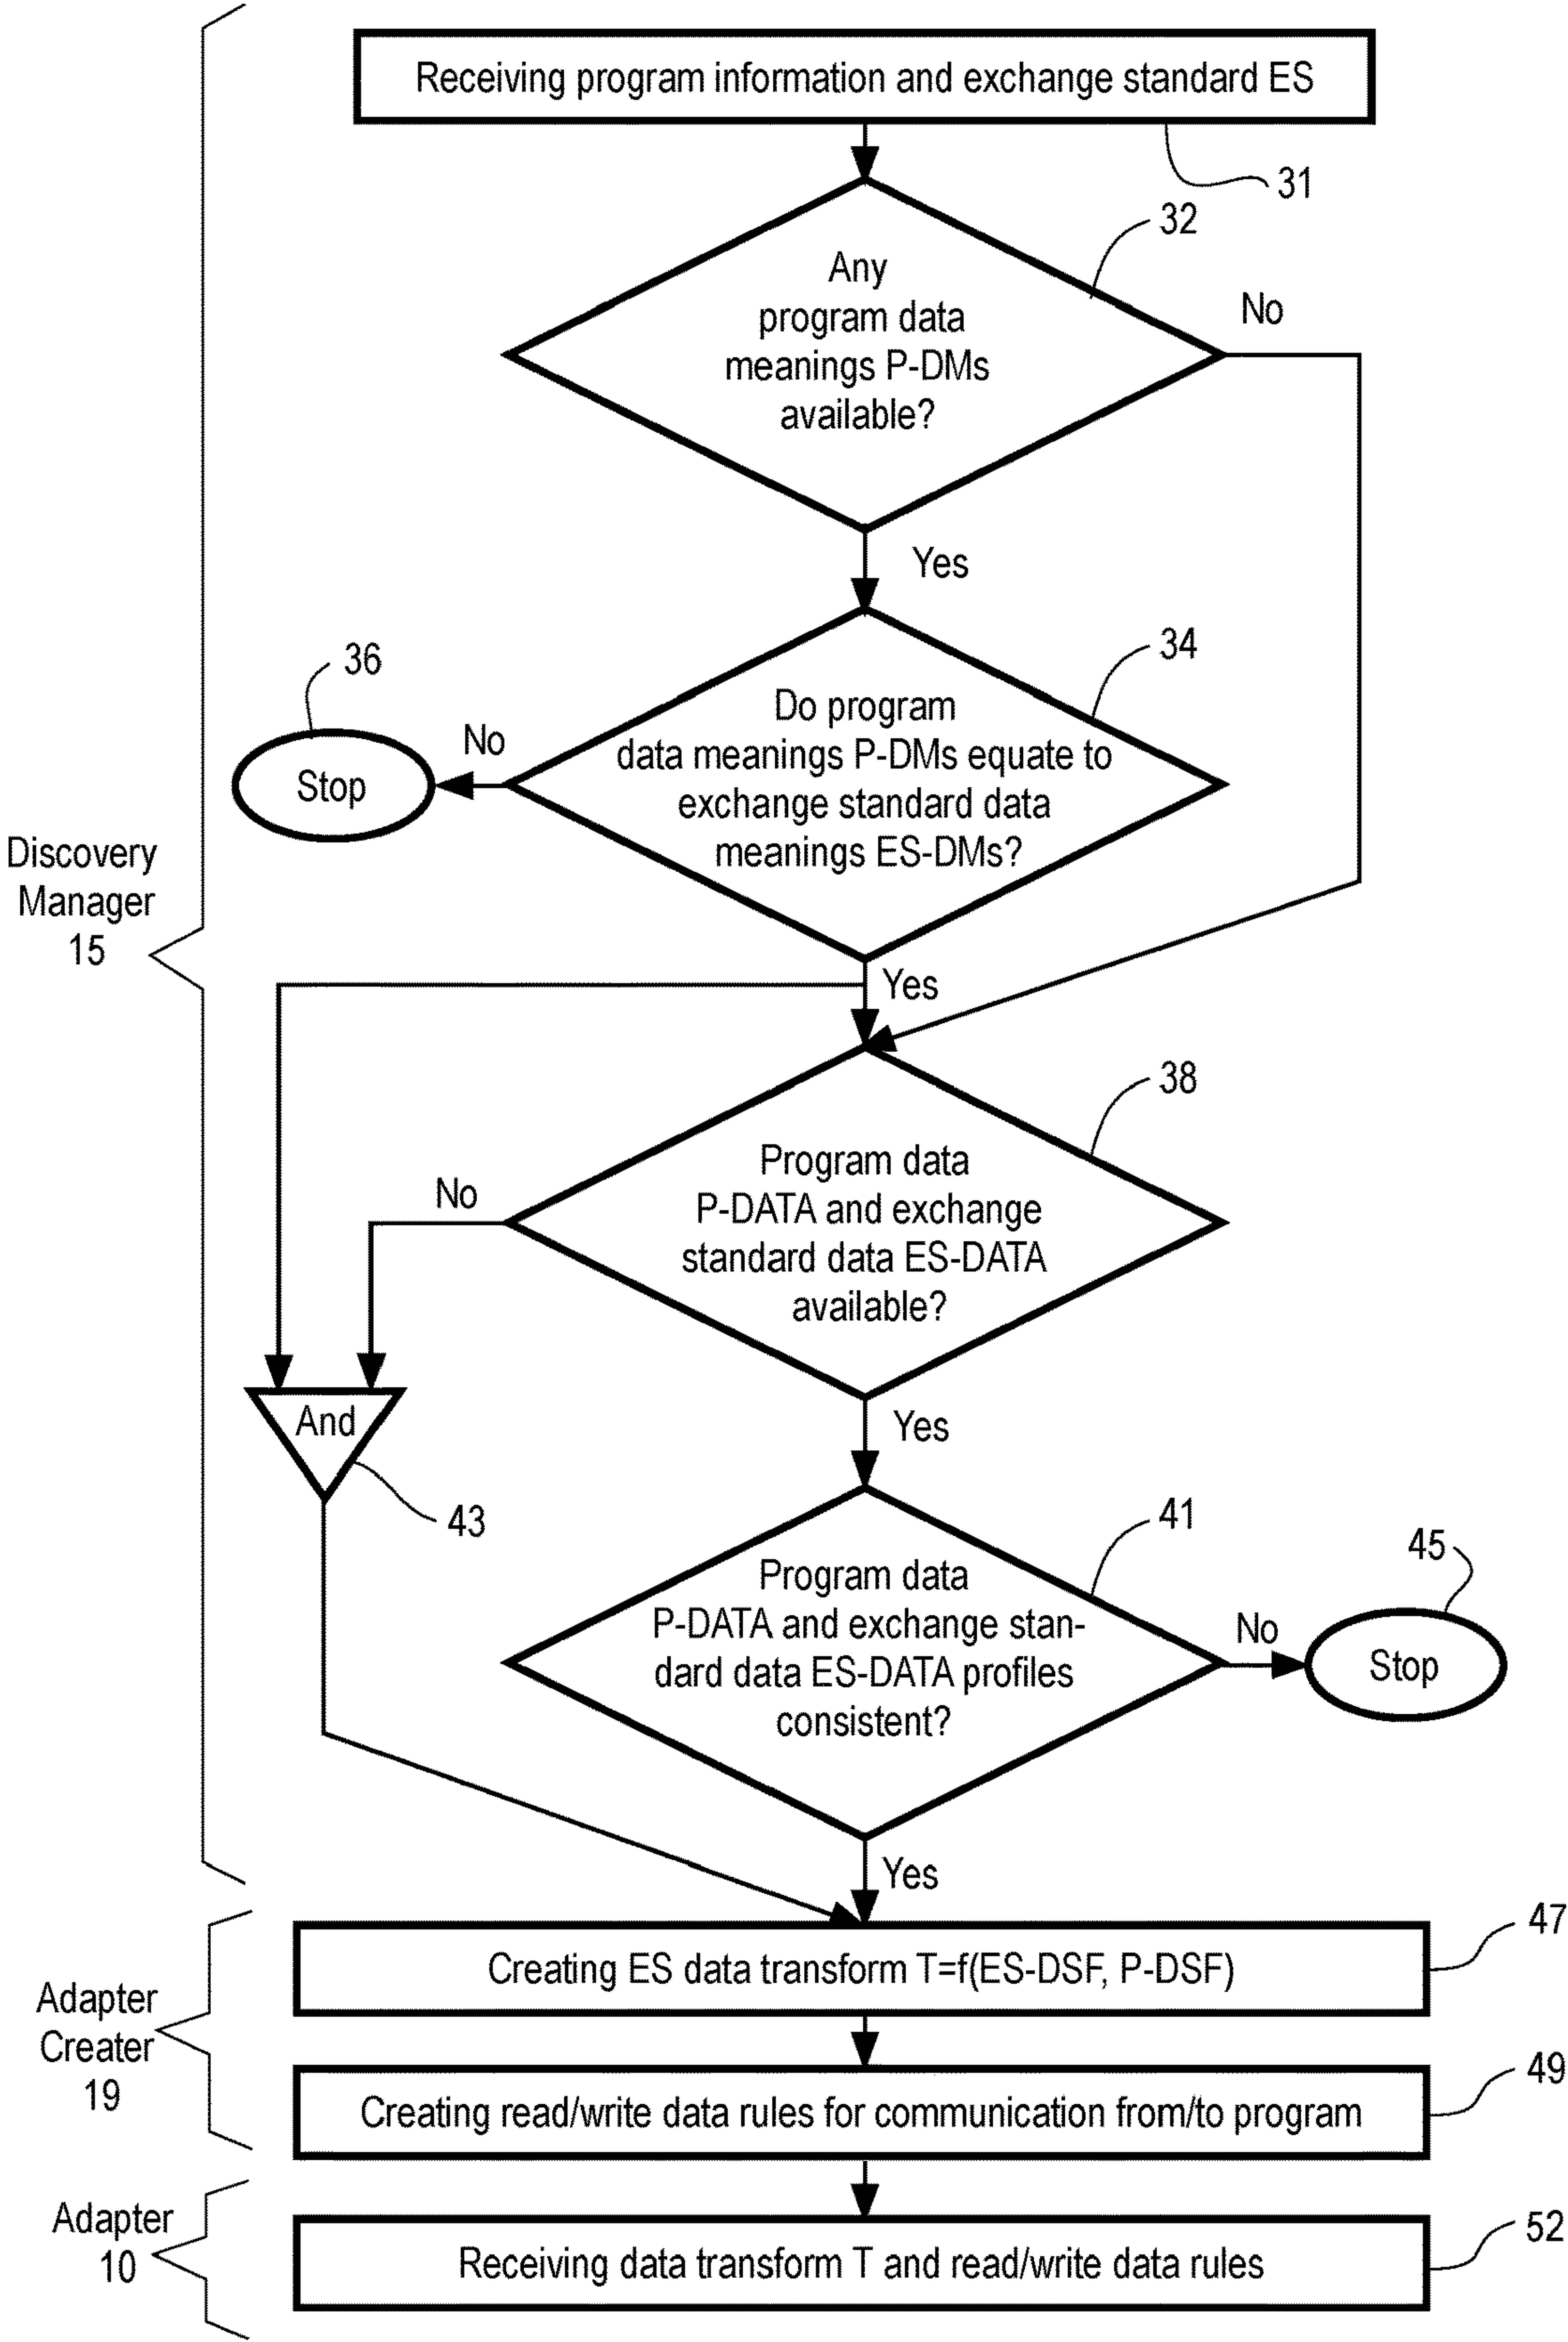 Receiving program information and exchange standard ES
31
32
Any
program data
meanings P-DMs
available?
No
Yes
34
36
Do program
data meanings P-DMs equate to
exchange standard data
meanings ES-DMs?
No
Stop
Discovery
Manager
15
Yes
38
Program data
P-DATA and exchange
standard data ES-DATA
available?
No
And
Yes
43
41
45
Program data
P-DATA and exchange stan-
dard data ES-DATA profiles
consistent?
No
Stop
Yes
47
Creating ES data transform T=f(ES-DSF, P-DSF)
Adapter
Creater
19
49
Creating read/write data rules for communication from/to program
Adapter
10
52
Receiving data transform T and read/write data rules